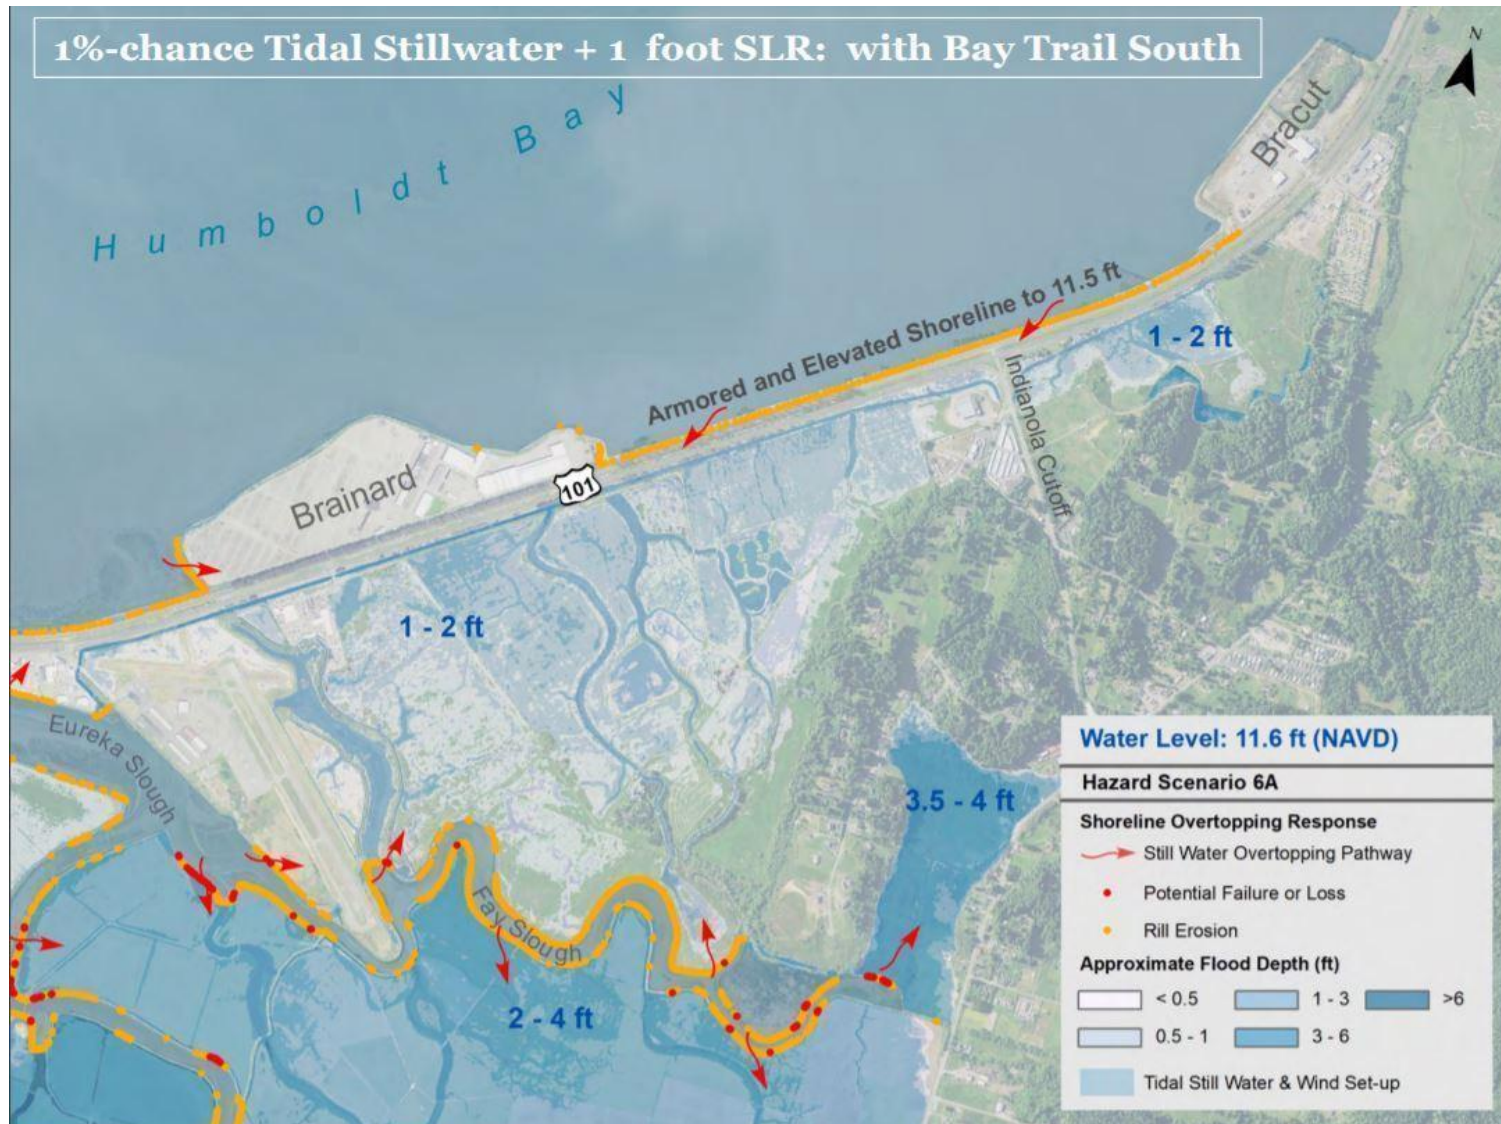 1%-chance Tidal Stillwater + 1 foot SLR: with Bay Trail South
N
Humboldt Bay
Bracut
Armored and Elevated Shoreline to 11.5 ft
1 - 2 ft
Indianola Cutoff
Brainard
101
1 - 2 ft
Eureka Slough
3.5 - 4 ft
Fay Slough
2 - 4 ft
Water Level: 11.6 ft (NAVD)
Hazard Scenario 6A
Shoreline Overtopping Response
Still Water Overtopping Pathway
Potential Failure or Loss
Rill Erosion
Approximate Flood Depth (ft)
< 0.5
1 - 3
>6
0.5 - 1
3 - 6
Tidal Still Water & Wind Set-up